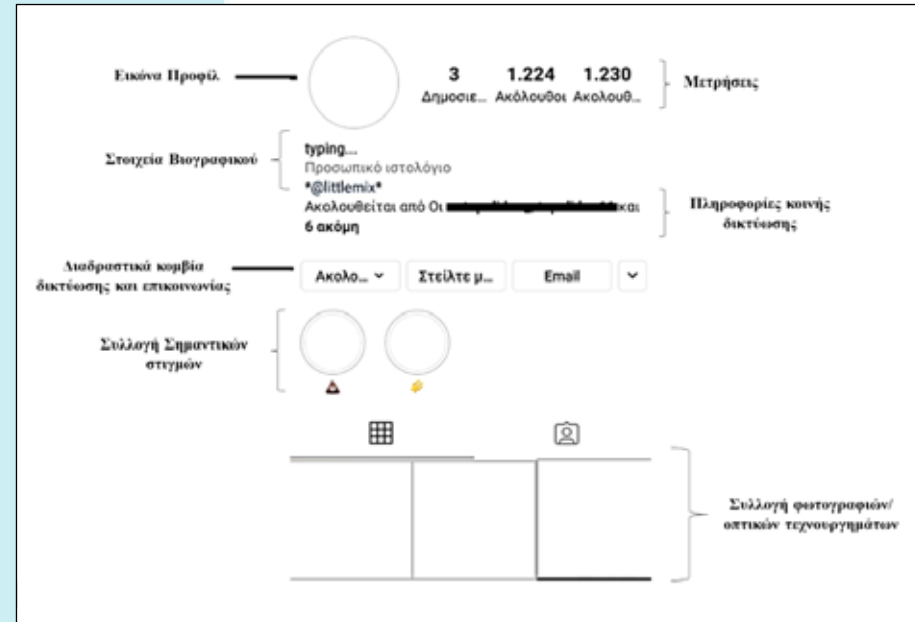 Εικόνα Προφίλ
3 1.224 1.230
Δημοσιε... Ακόλουθοι Ακολουθ...
Μετρήσεις
Στοιχεία Βιογραφικού
typing...
Προσωπικό ιστολόγιο
*@littlemix*
Ακολουθείται από Οι και
6 ακόμη
Πληροφορίες κοινής
δικτύωσης
Διαδραστικά κομβία
δικτύωσης και επικοινωνίας
Ακολο... Στείλτε μ... Email
Συλλογή Σημαντικών
στιγμών
Συλλογή φωτογραφιών/
οπτικών τεχνουργημάτων